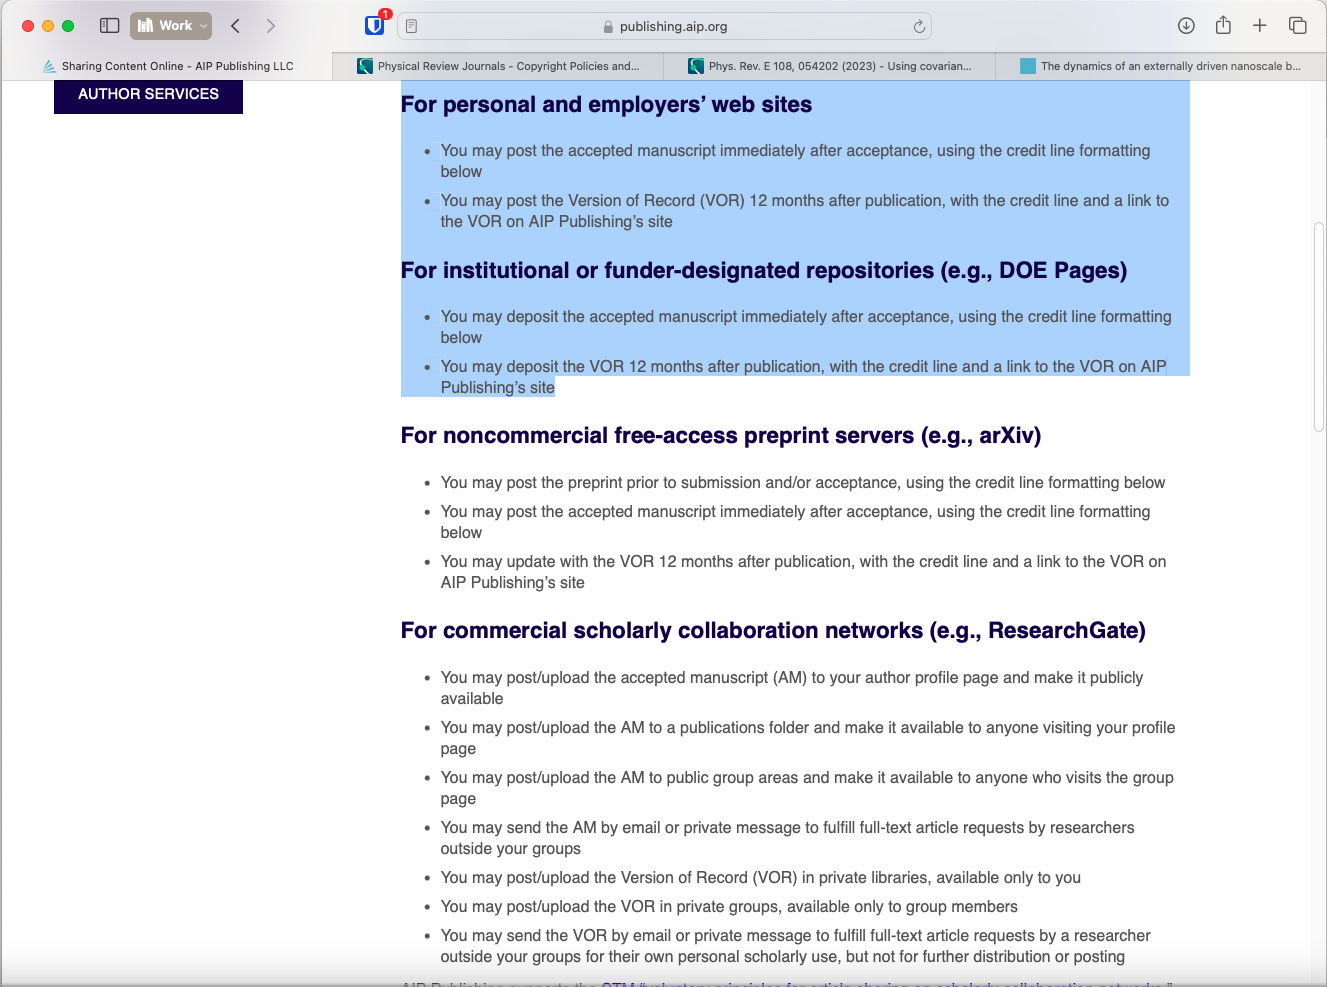 Work
1
publishing.aip.org
Sharing Content Online - AIP Publishing LLC
Physical Review Journals - Copyright Policies and...
Phys. Rev. E 108, 054202 (2023) - Using covarian...
The dynamics of an externally driven nanoscale b...
AUTHOR SERVICES
For personal and employers’ web sites
• You may post the accepted manuscript immediately after acceptance, using the credit line formatting
below
• You may post the Version of Record (VOR) 12 months after publication, with the credit line and a link to
the VOR on AIP Publishing’s site
For institutional or funder-designated repositories (e.g., DOE Pages)
• You may deposit the accepted manuscript immediately after acceptance, using the credit line formatting
below
• You may deposit the VOR 12 months after publication, with the credit line and a link to the VOR on AIP
Publishing’s site
For noncommercial free-access preprint servers (e.g., arXiv)
• You may post the preprint prior to submission and/or acceptance, using the credit line formatting below
• You may post the accepted manuscript immediately after acceptance, using the credit line formatting
below
• You may update with the VOR 12 months after publication, with the credit line and a link to the VOR on
AIP Publishing’s site
For commercial scholarly collaboration networks (e.g., ResearchGate)
• You may post/upload the accepted manuscript (AM) to your author profile page and make it publicly
available
• You may post/upload the AM to a publications folder and make it available to anyone visiting your profile
page
• You may post/upload the AM to public group areas and make it available to anyone who visits the group
page
• You may send the AM by email or private message to fulfill full-text article requests by researchers
outside your groups
• You may post/upload the Version of Record (VOR) in private libraries, available only to you
• You may post/upload the VOR in private groups, available only to group members
• You may send the VOR by email or private message to fulfill full-text article requests by a researcher
outside your groups for their own personal scholarly use, but not for further distribution or posting
AIP Publishing supports the STM “voluntary principles for article sharing on scholarly collaboration networks.”